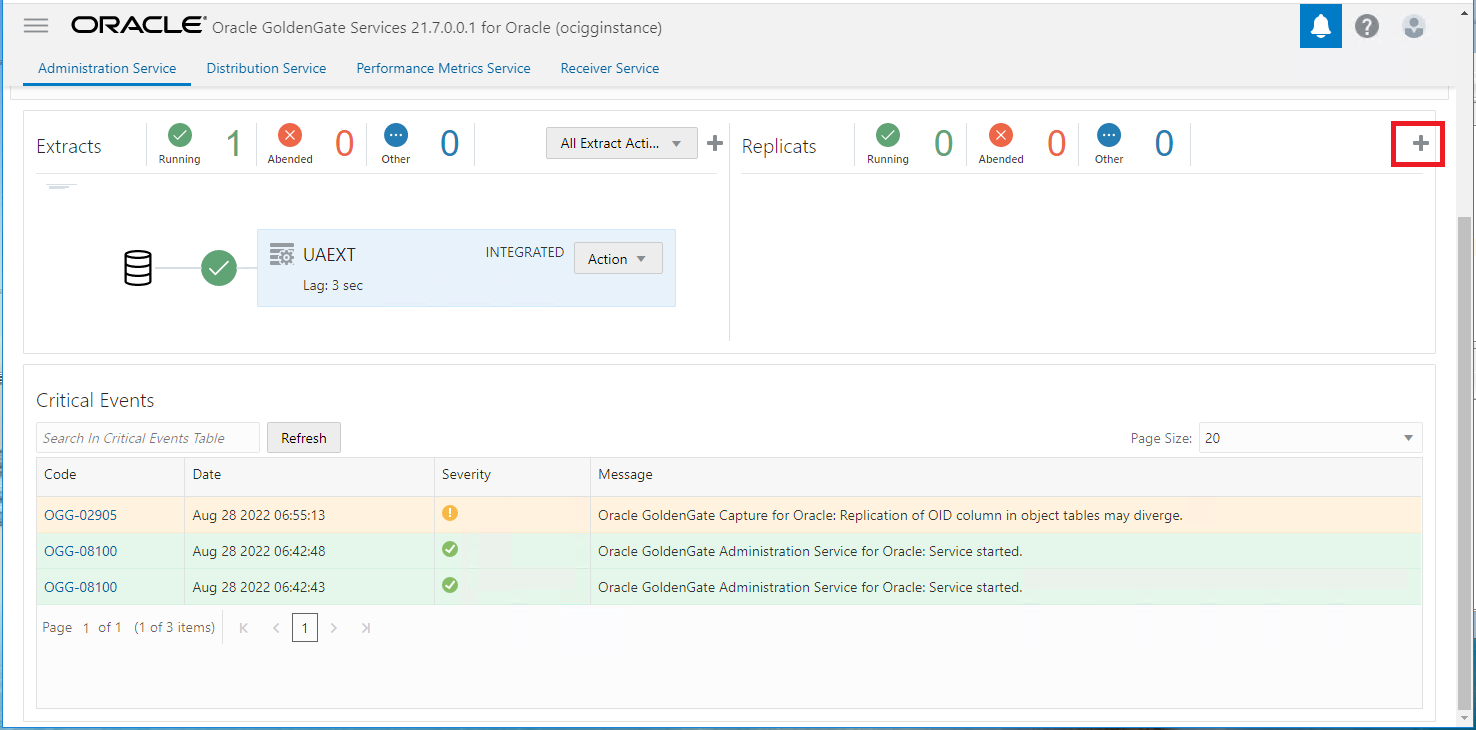 ORACLE® Oracle GoldenGate Services 21.7.0.0.1 for Oracle (ocigginstance)
Administration Service Distribution Service Performance Metrics Service Receiver Service
Extracts Running 1 Abended 0 Other 0 All Extract Acti... Replicats Running 0 Abended 0 Other 0
UAEXT INTEGRATED Action
Lag: 3 sec
Critical Events
Search In Critical Events Table Refresh Page Size: 20
Code Date Severity Message
OGG-02905 Aug 28 2022 06:55:13 Oracle GoldenGate Capture for Oracle: Replication of OID column in object tables may diverge.
OGG-08100 Aug 28 2022 06:42:48 Oracle GoldenGate Administration Service for Oracle: Service started.
OGG-08100 Aug 28 2022 06:42:43 Oracle GoldenGate Administration Service for Oracle: Service started.
Page 1 of 1 (1 of 3 items) 1